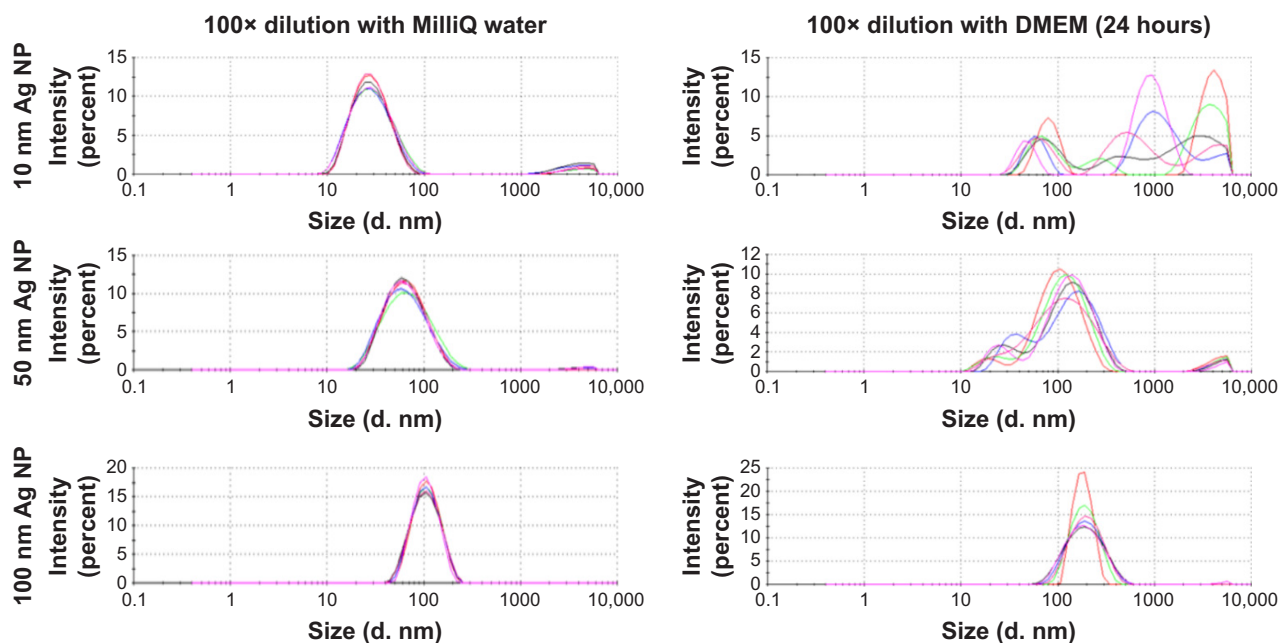 100× dilution with MilliQ water
100× dilution with DMEM (24 hours)
10 nm Ag NP
Intensity
(percent)
15
10
5
0
0.1
1
10
100
1000
10,000
Size (d. nm)
Intensity
(percent)
15
10
5
0
0.1
1
10
100
1000
10,000
Size (d. nm)
50 nm Ag NP
Intensity
(percent)
15
10
5
0
0.1
1
10
100
1000
10,000
Size (d. nm)
Intensity
(percent)
12
10
8
6
4
2
0
0.1
1
10
100
1000
10,000
Size (d. nm)
100 nm Ag NP
Intensity
(percent)
20
15
10
5
0
0.1
1
10
100
1000
10,000
Size (d. nm)
Intensity
(percent)
25
20
15
10
5
0
0.1
1
10
100
1000
10,000
Size (d. nm)